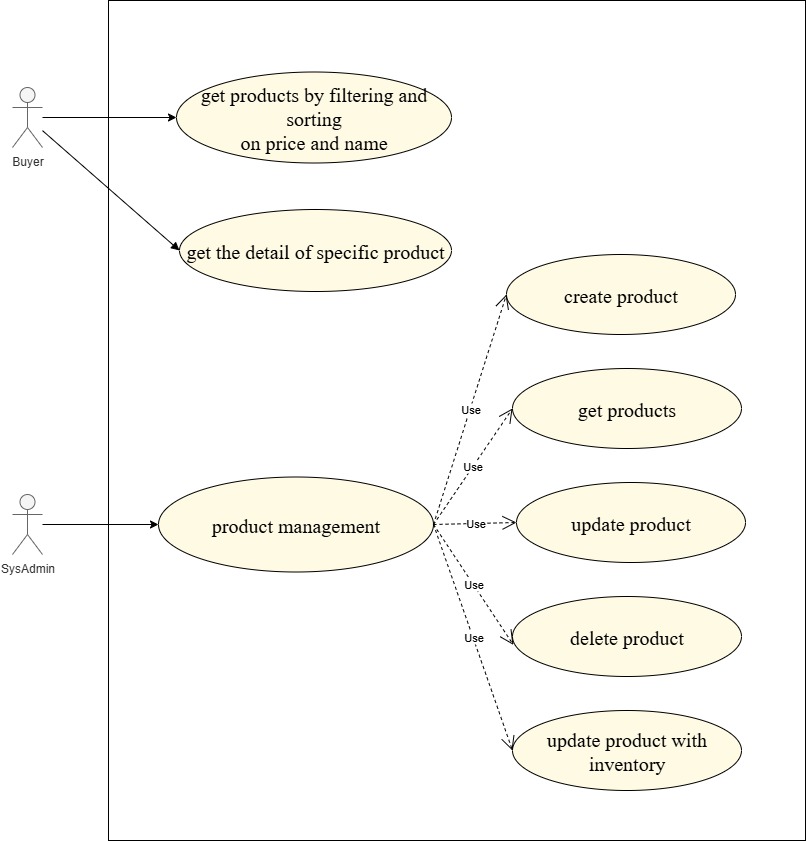 get products by filtering and
sorting
on price and name
Buyer
get the detail of specific product
create product
Use
get products
Use
product management
Use
update product
SysAdmin
Use
delete product
Use
update product with
inventory